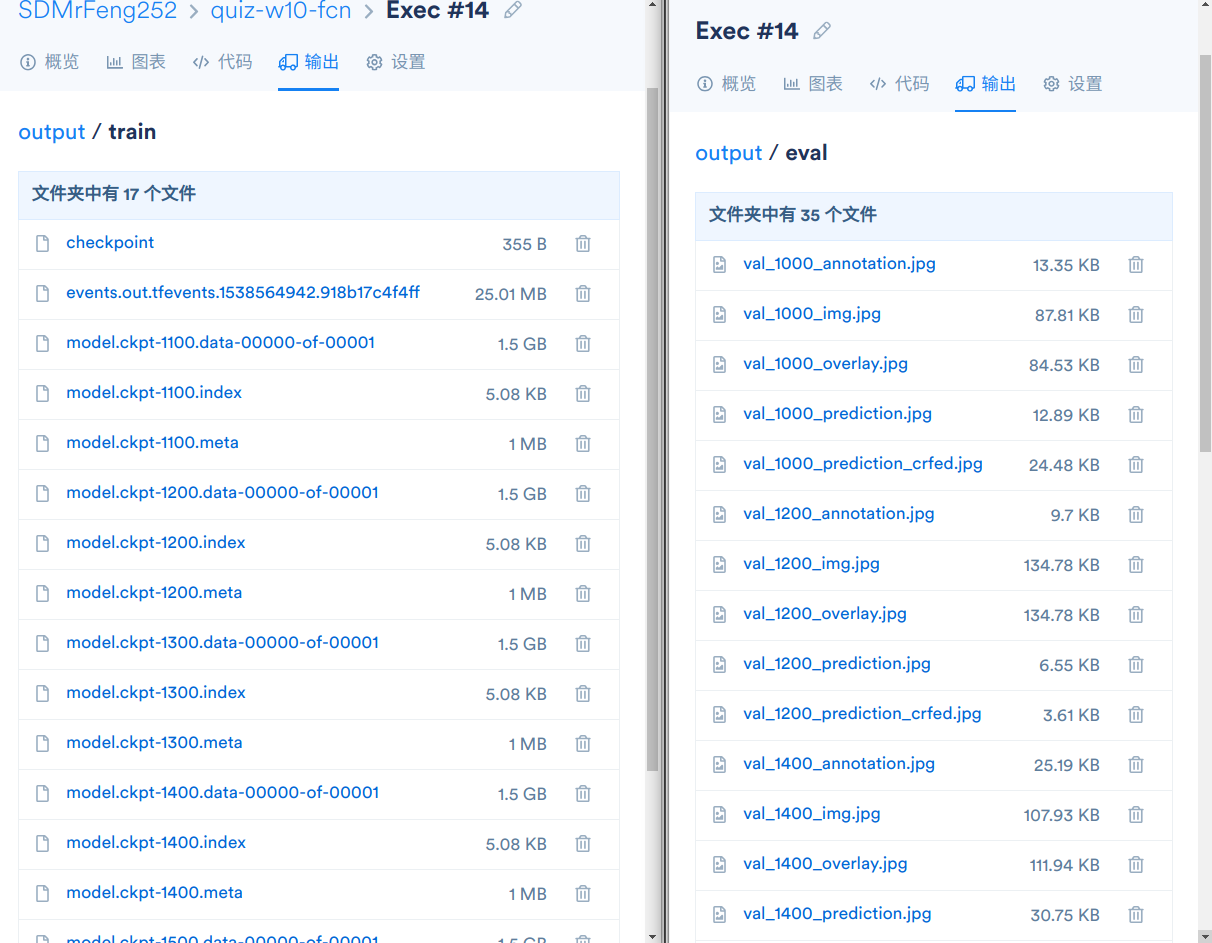 SDMrFeng252 > quiz-w10-fcn > Exec #14
概览 图表 代码 输出 设置
output / train
文件夹中有 17 个文件
checkpoint 355 B
events.out.tfevents.1538564942.918b17c4f4ff 25.01 MB
model.ckpt-1100.data-00000-of-00001 1.5 GB
model.ckpt-1100.index 5.08 KB
model.ckpt-1100.meta 1 MB
model.ckpt-1200.data-00000-of-00001 1.5 GB
model.ckpt-1200.index 5.08 KB
model.ckpt-1200.meta 1 MB
model.ckpt-1300.data-00000-of-00001 1.5 GB
model.ckpt-1300.index 5.08 KB
model.ckpt-1300.meta 1 MB
model.ckpt-1400.data-00000-of-00001 1.5 GB
model.ckpt-1400.index 5.08 KB
model.ckpt-1400.meta 1 MB
model.ckpt-1500.data-00000-of-00001 1.5 GB
Exec #14
概览 图表 代码 输出 设置
output / eval
文件夹中有 35 个文件
val_1000_annotation.jpg 13.35 KB
val_1000_img.jpg 87.81 KB
val_1000_overlay.jpg 84.53 KB
val_1000_prediction.jpg 12.89 KB
val_1000_prediction_crfed.jpg 24.48 KB
val_1200_annotation.jpg 9.7 KB
val_1200_img.jpg 134.78 KB
val_1200_overlay.jpg 134.78 KB
val_1200_prediction.jpg 6.55 KB
val_1200_prediction_crfed.jpg 3.61 KB
val_1400_annotation.jpg 25.19 KB
val_1400_img.jpg 107.93 KB
val_1400_overlay.jpg 111.94 KB
val_1400_prediction.jpg 30.75 KB